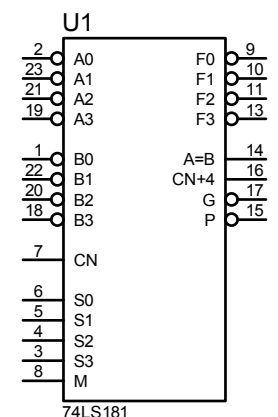 U1
2 A0 F0 9
23 A1 F1 10
21 A2 F2 11
19 A3 F3 13
1 B0 A=B 14
22 B1 CN+4 16
20 B2 G 17
18 B3 P 15
7 CN
6 S0
5 S1
4 S2
3 S3
8 M
74LS181